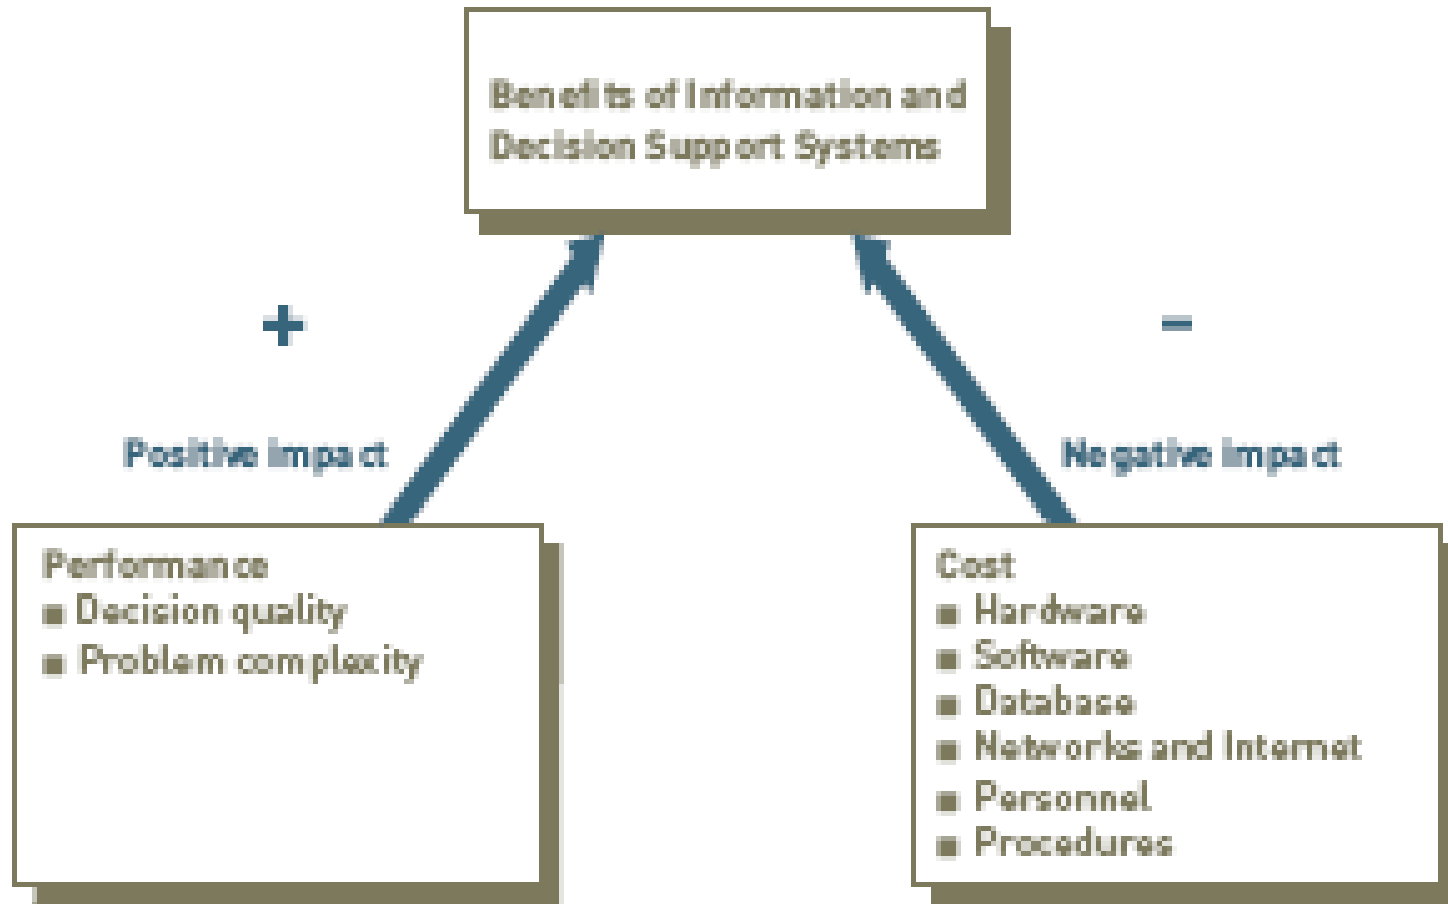 Benefits of Information and
Decision Support Systems
+
–
Positive impact
Negative impact
Performance
■ Decision quality
■ Problem complexity
Cost
■ Hardware
■ Software
■ Database
■ Networks and Internet
■ Personnel
■ Procedures